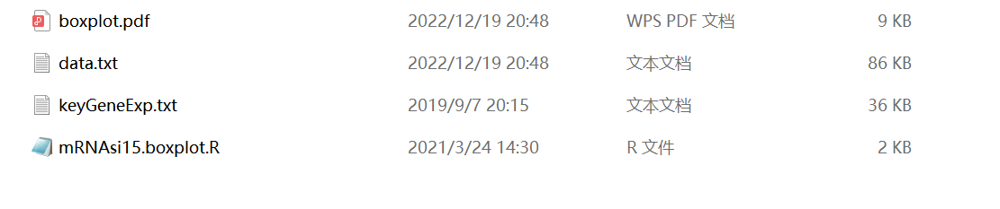 boxplot.pdf 2022/12/19 20:48 WPS PDF 文档 9 KB
data.txt 2022/12/19 20:48 文本文档 86 KB
keyGeneExp.txt 2019/9/7 20:15 文本文档 36 KB
mRNAsi15.boxplot.R 2021/3/24 14:30 R 文件 2 KB